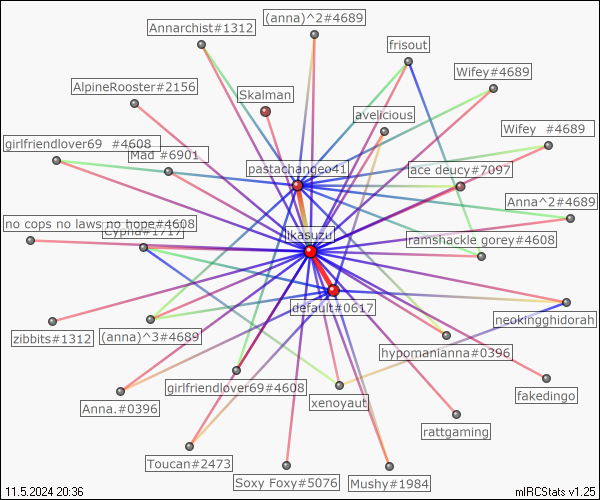 (anna)^2#4689
Annarchist#1312
frisout
Wifey#4689
AlpineRooster#2156
Skalman
avelicious
Wifey #4689
girlfriendlover69 #4608
Mad #6901
pastachangeo41
ace deucy#7097
Anna^2#4689
no cops no laws no hope#4608
Cypha#1717
ikasuzu
ramshackle gorey#4608
default#0617
neokingghidorah
zibbits#1312
(anna)^3#4689
hypomanianna#0396
girlfriendlover69#4608
fakedingo
Anna.#0396
xenoyaut
rattgaming
Toucan#2473
Soxy Foxy#5076
Mushy#1984
11.5.2024 20:36
mIRCStats v1.25